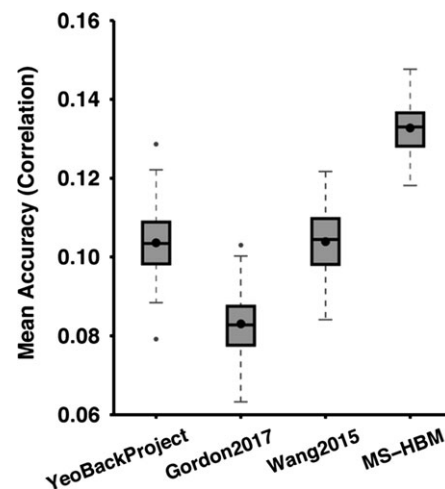 Mean Accuracy (Correlation)
0.16
0.14
0.12
0.10
0.08
0.06
YeoBackProject
Gordon2017
Wang2015
MS–HBM